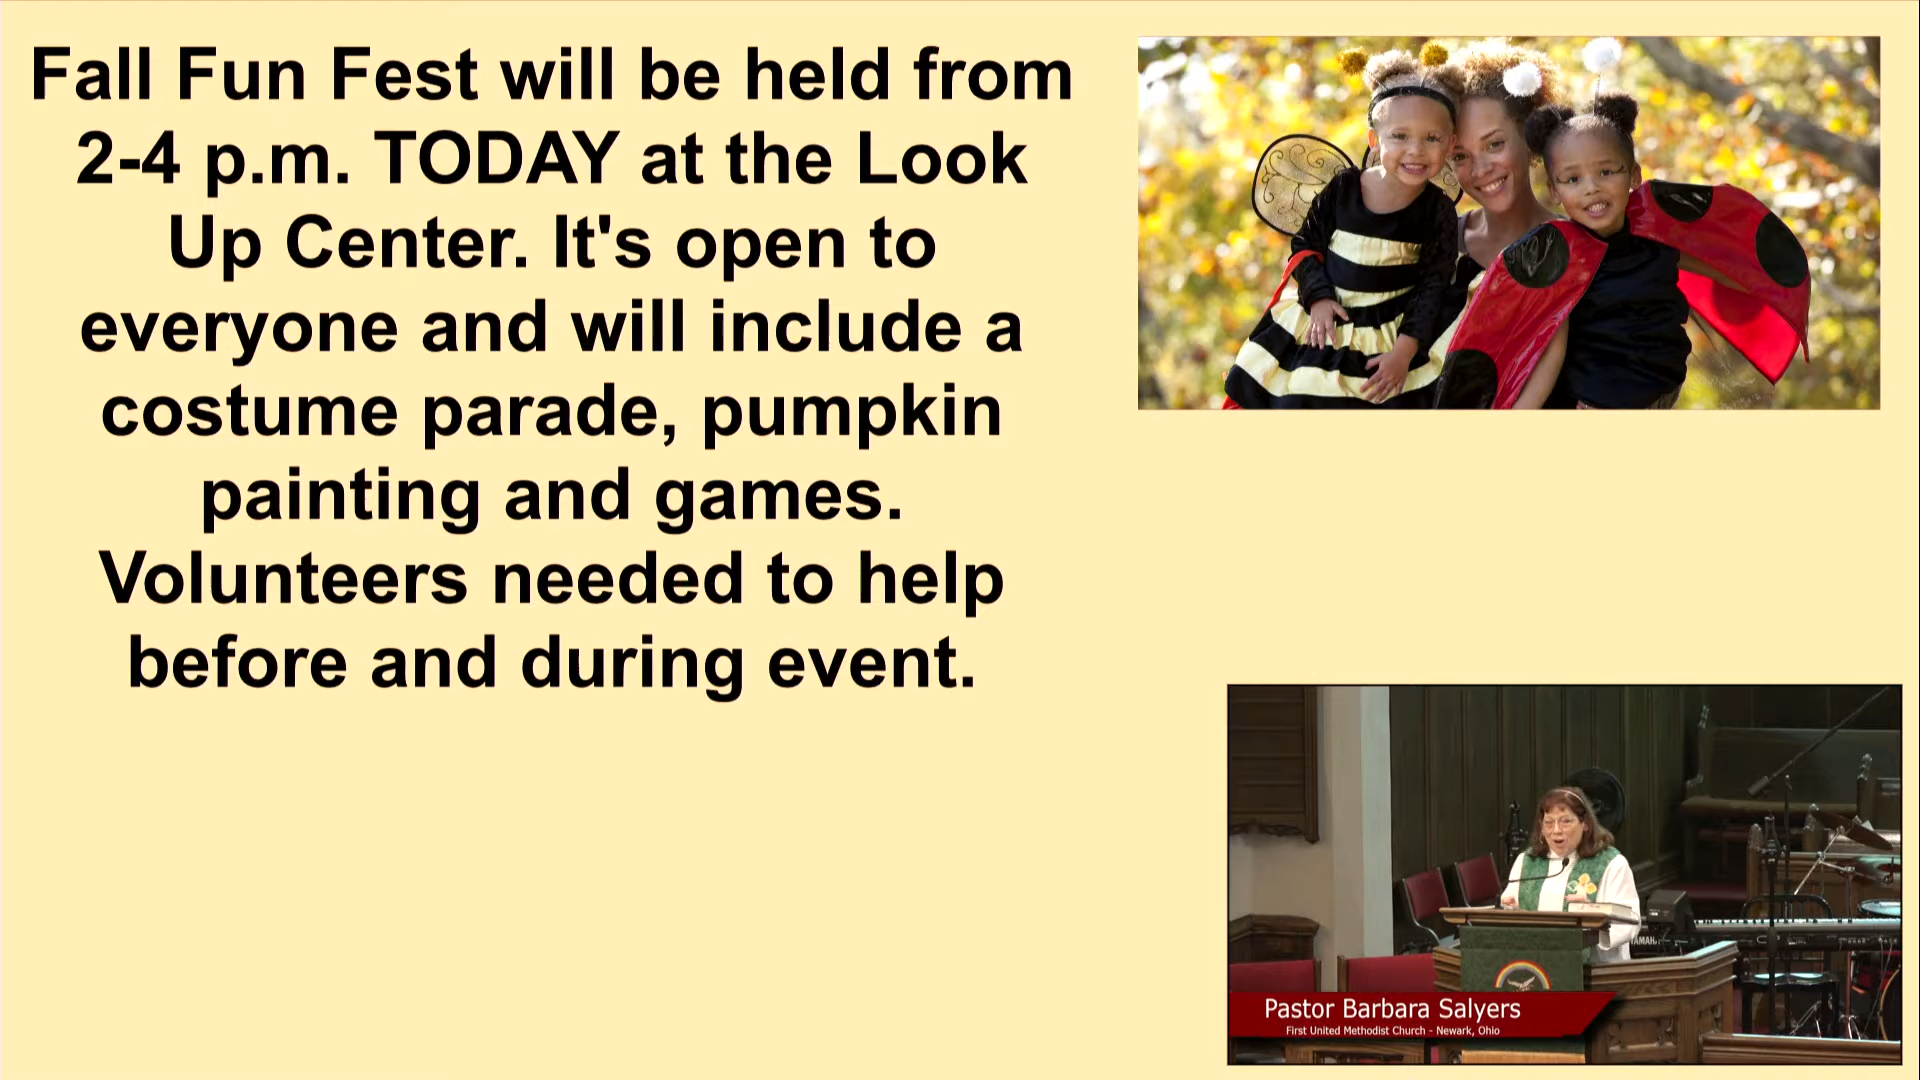 Fall Fun Fest will be held from
2-4 p.m. TODAY at the Look
Up Center. It's open to
everyone and will include a
costume parade, pumpkin
painting and games.
Volunteers needed to help
before and during event.
YAMAH
Pastor Barbara Salyers
First United Methodist Church - Newark, Ohio